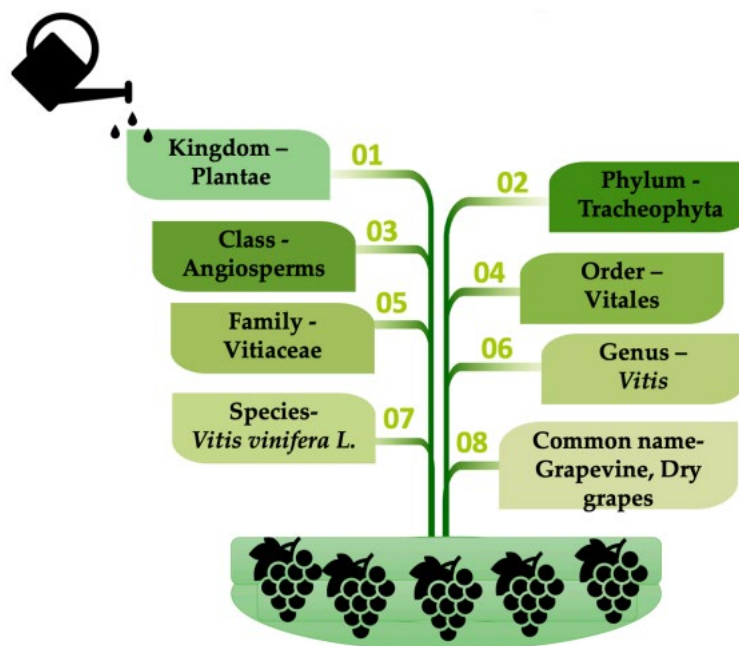 01
Kingdom –
Plantae
02
Phylum -
Tracheophyta
03
Class -
Angiosperms
04
Order –
Vitales
05
Family -
Vitiaceae
06
Genus –
Vitis
07
Species-
Vitis vinifera L.
08
Common name-
Grapevine, Dry
grapes